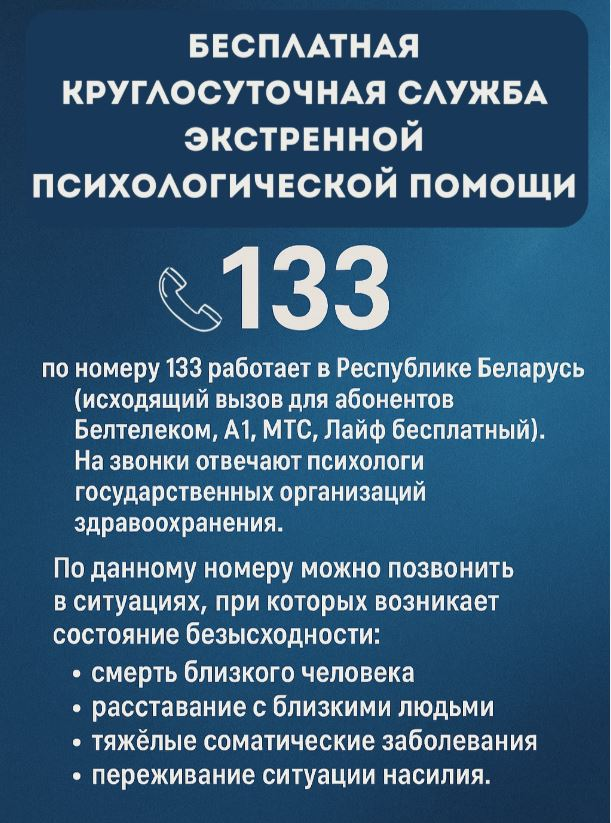 БЕСПЛАТНАЯ
КРУГЛОСУТОЧНАЯ СЛУЖБА
ЭКСТРЕННОЙ
ПСИХОЛОГИЧЕСКОЙ ПОМОЩИ
133
по номеру 133 работает в Республике Беларусь
(исходящий вызов для абонентов
Белтелеком, А1, МТС, Лайф бесплатный).
На звонки отвечают психологи
государственных организаций
здравоохранения.
По данному номеру можно позвонить
в ситуациях, при которых возникает
состояние безысходности:
• смерть близкого человека
• расставание с близкими людьми
• тяжёлые соматические заболевания
• переживание ситуации насилия.